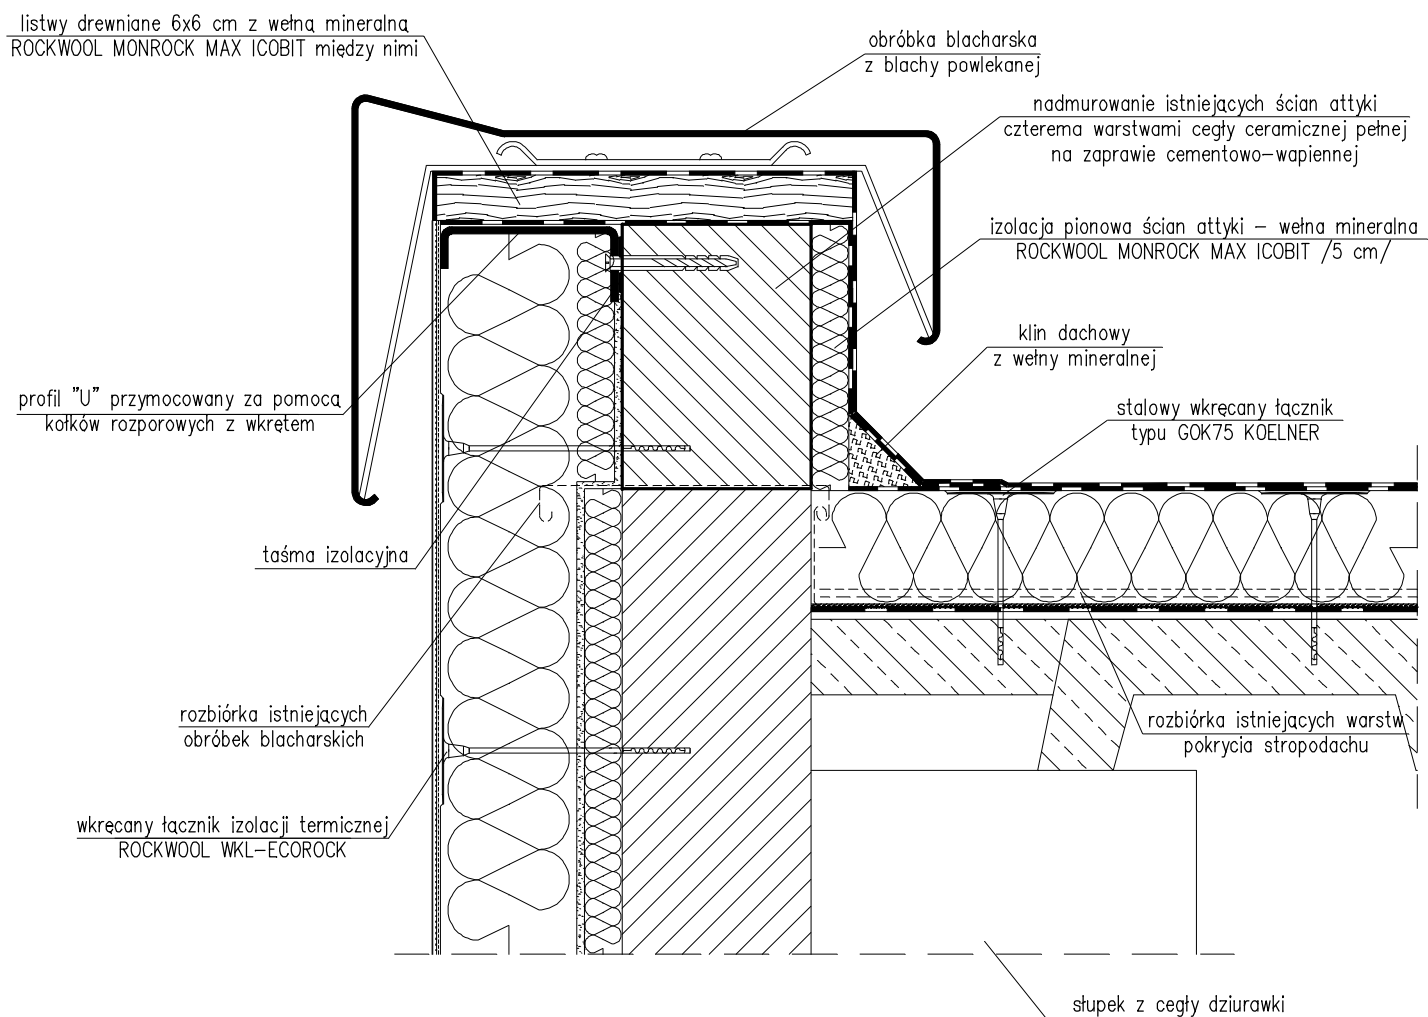 listwy drewniane 6x6 cm z wełną mineralną
ROCKWOOL MONROCK MAX ICOBIT między nimi
obróbka blacharska
z blachy powlekanej
nadmurowanie istniejących ścian attyki
czterema warstwami cegły ceramicznej pełnej
na zaprawie cementowo-wapiennej
izolacja pionowa ścian attyki – wełna mineralna
ROCKWOOL MONROCK MAX ICOBIT /5 cm/
klin dachowy
z wełny mineralnej
profil "U" przymocowany za pomocą
kołków rozporowych z wkrętem
stalowy wkręcany łącznik
typu GOK75 KOELNER
taśma izolacyjna
rozbiórka istniejących
obróbek blacharskich
rozbiórka istniejących warstw
pokrycia stropodachu
wkręcany łącznik izolacji termicznej
ROCKWOOL WKL-ECOROCK
słupek z cegły dziurawki